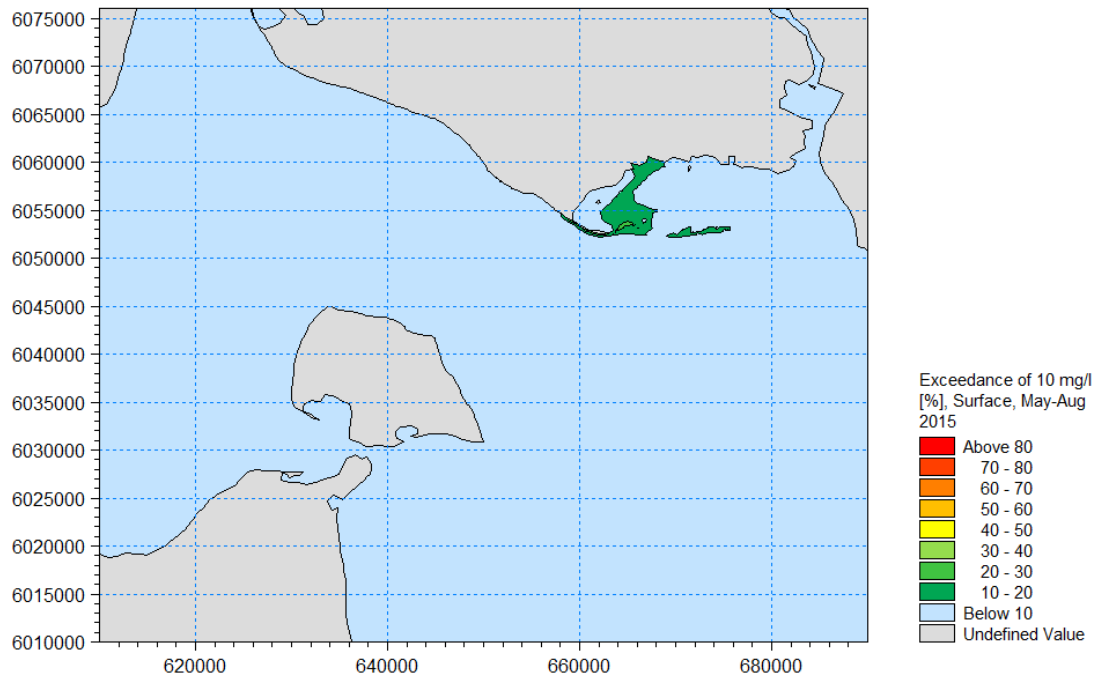 6075000
6070000
6065000
6060000
6055000
6050000
6045000
6040000
6035000
6030000
6025000
6020000
6015000
6010000
620000
640000
660000
680000
Exceedance of 10 mg/l
[%], Surface, May-Aug
2015
Above 80
70 - 80
60 - 70
50 - 60
40 - 50
30 - 40
20 - 30
10 - 20
Below 10
Undefined Value